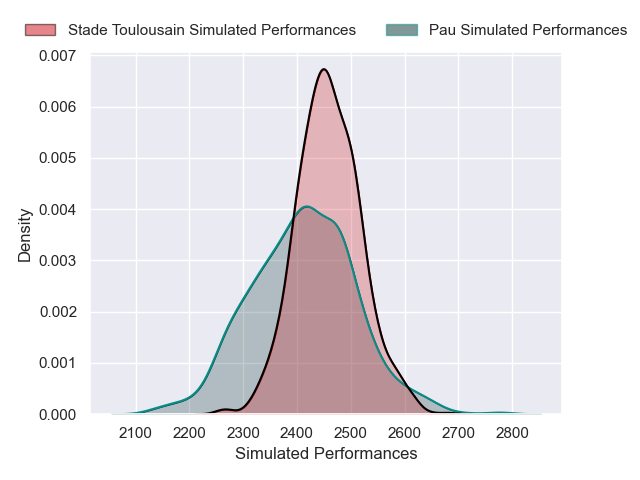 Stade Toulousain Simulated Performances
Pau Simulated Performances
0.007
0.006
0.005
0.004
0.003
0.002
0.001
0.000
Density
2100 2200 2300 2400 2500 2600 2700 2800
Simulated Performances